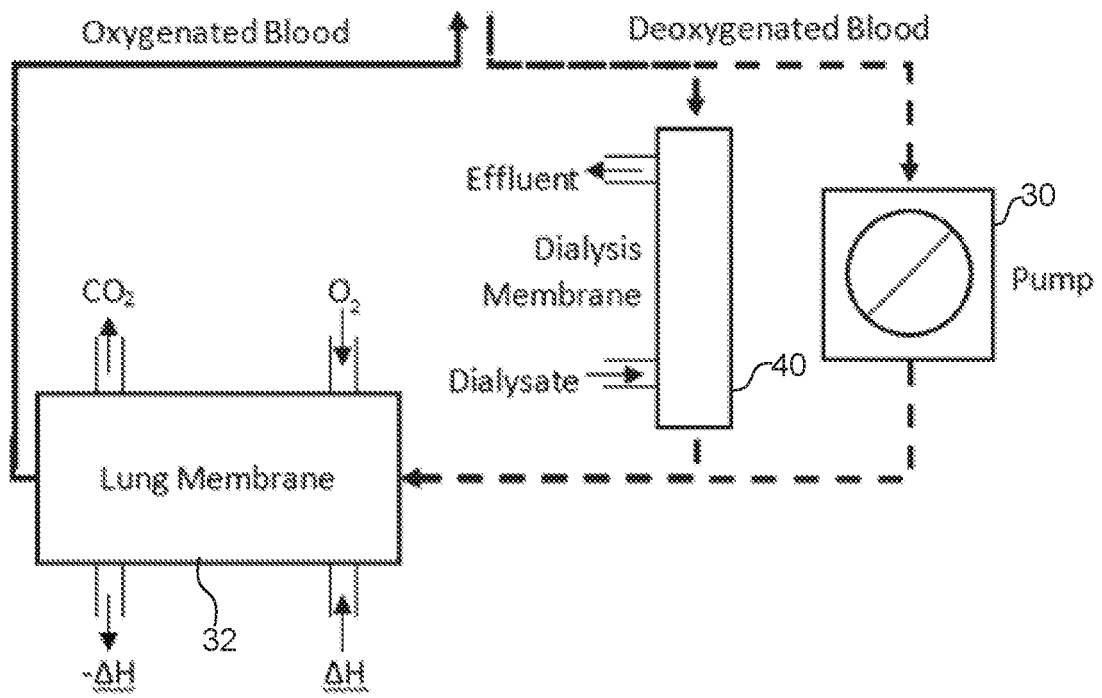 Oxygenated Blood
Deoxygenated Blood
Effluent
30
Dialysis
Membrane
Pump
CO₂
O₂
Dialysate
40
Lung Membrane
32
-ΔH
ΔH